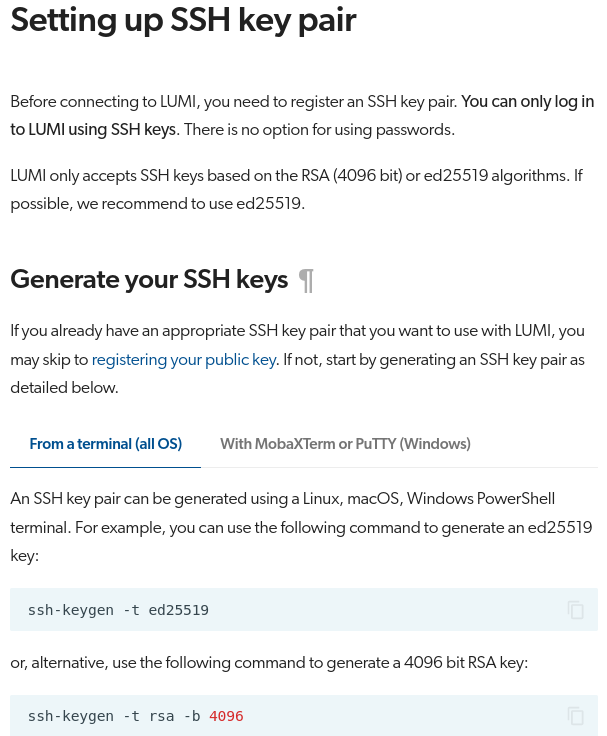 Setting up SSH key pair
Before connecting to LUMI, you need to register an SSH key pair. You can only log in
to LUMI using SSH keys. There is no option for using passwords.
LUMI only accepts SSH keys based on the RSA (4096 bit) or ed25519 algorithms. If
possible, we recommend to use ed25519.
Generate your SSH keys ¶
If you already have an appropriate SSH key pair that you want to use with LUMI, you
may skip to registering your public key. If not, start by generating an SSH key pair as
detailed below.
From a terminal (all OS) With MobaXTerm or PuTTY (Windows)
An SSH key pair can be generated using a Linux, macOS, Windows PowerShell
terminal. For example, you can use the following command to generate an ed25519
key:
ssh-keygen -t ed25519
or, alternative, use the following command to generate a 4096 bit RSA key:
ssh-keygen -t rsa -b 4096